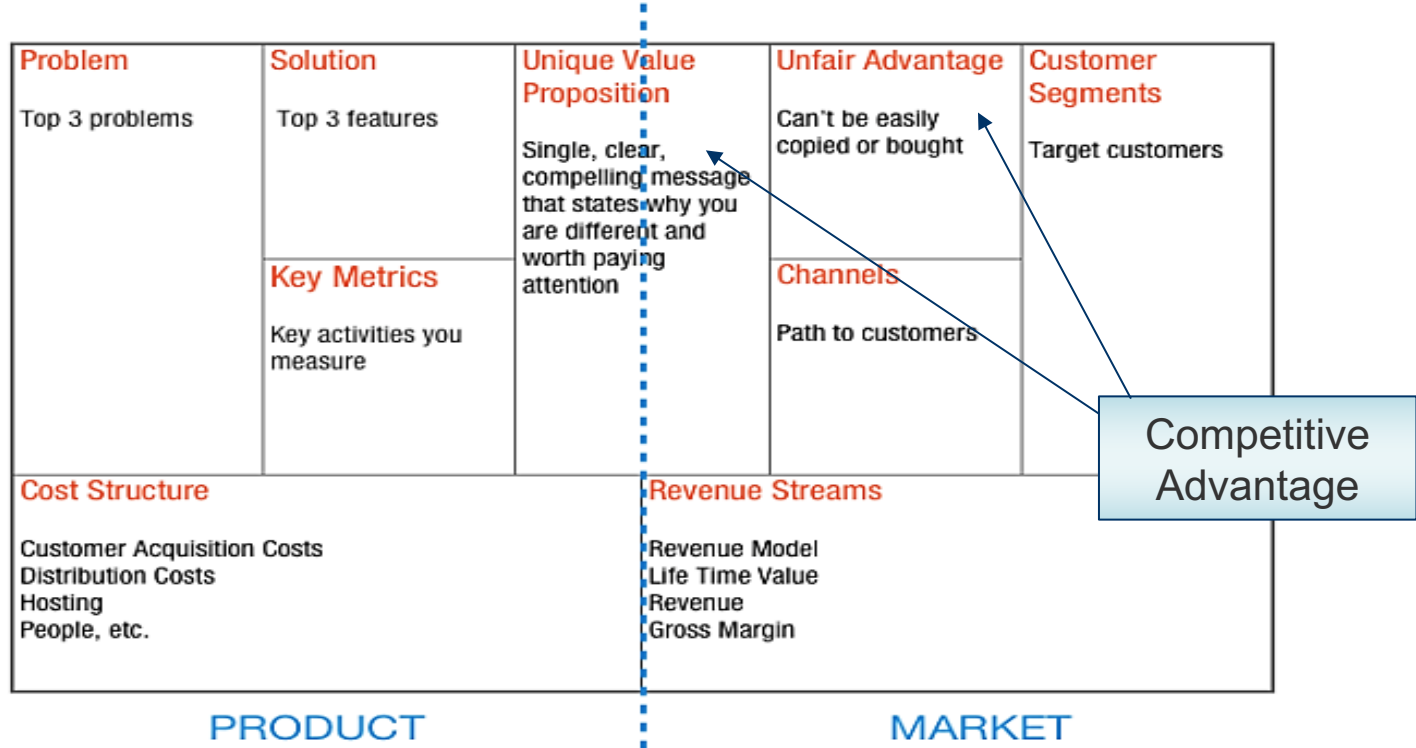 Problem
Top 3 problems
Solution
Top 3 features
Key Metrics
Key activities you
measure
Unique Value
Proposition
Single, clear,
compelling message
that states why you
are different and
worth paying
attention
Unfair Advantage
Can't be easily
copied or bought
Channels
Path to customers
Customer
Segments
Target customers
Competitive
Advantage
Cost Structure
Customer Acquisition Costs
Distribution Costs
Hosting
People, etc.
Revenue Streams
Revenue Model
Life Time Value
Revenue
Gross Margin
PRODUCT
MARKET